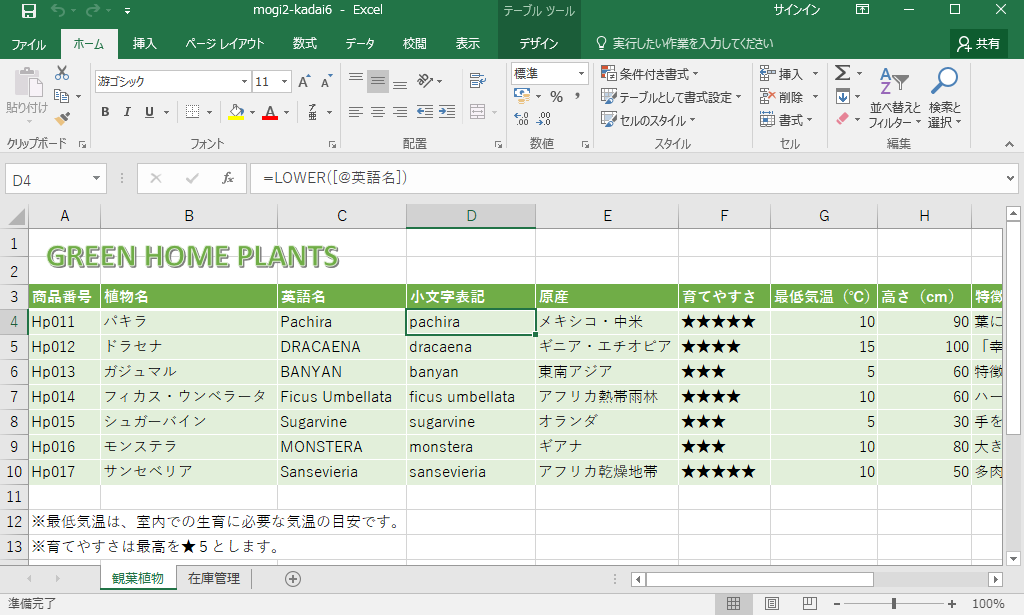 mogi2-kadai6 - Excel
テーブル ツール
サインイン
ファイル ホーム 挿入 ページ レイアウト 数式 データ 校閲 表示 デザイン 実行したい作業を入力してください 共有
貼り付け
クリップボード
游ゴシック 11
B I U
フォント
配置
標準
% ,
数値
条件付き書式
テーブルとして書式設定
セルのスタイル
スタイル
挿入
削除
書式
セル
並べ替えと
フィルター
検索と
選択
編集
D4 fx =LOWER([@英語名])
A B C D E F G H
1
GREEN HOME PLANTS
2
3 商品番号 植物名 英語名 小文字表記 原産 育てやすさ 最低気温（℃） 高さ（cm） 特徴
4 Hp011 パキラ Pachira pachira メキシコ・中米 ★★★★★ 10 90 葉に
5 Hp012 ドラセナ DRACAENA dracaena ギニア・エチオピア ★★★★ 15 100 「幸
6 Hp013 ガジュマル BANYAN banyan 東南アジア ★★★ 5 60 特徴
7 Hp014 フィカス・ウンベラータ Ficus Umbellata ficus umbellata アフリカ熱帯雨林 ★★★★ 10 60 ハー
8 Hp015 シュガーバイン Sugarvine sugarvine オランダ ★★★ 5 30 手を
9 Hp016 モンステラ MONSTERA monstera ギアナ ★★★ 10 80 大き
10 Hp017 サンセベリア Sansevieria sansevieria アフリカ乾燥地帯 ★★★★★ 10 50 多肉
11
12 ※最低気温は、室内での生育に必要な気温の目安です。
13 ※育てやすさは最高を★５とします。
観葉植物 在庫管理
準備完了 100%